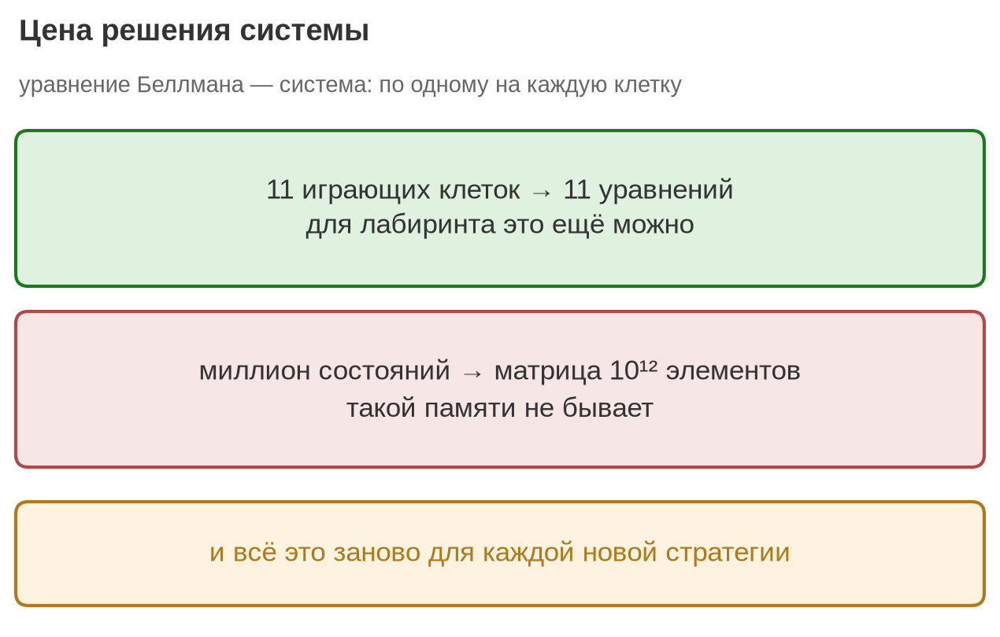 Цена решения системы
уравнение Беллмана — система: по одному на каждую клетку
11 играющих клеток → 11 уравнений
для лабиринта это ещё можно
миллион состояний → матрица 10¹² элементов
такой памяти не бывает
и всё это заново для каждой новой стратегии